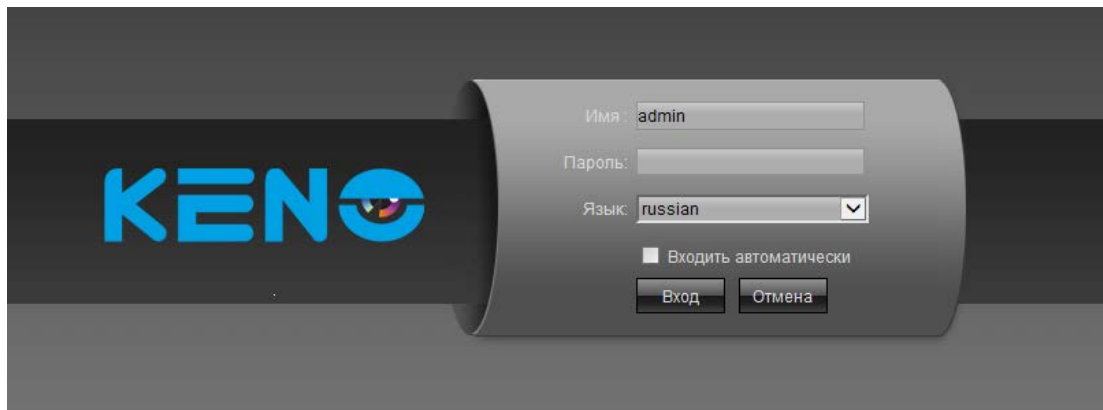 KENO
Имя: admin
Пароль:
Язык: russian
Входить автоматически
Вход Отмена